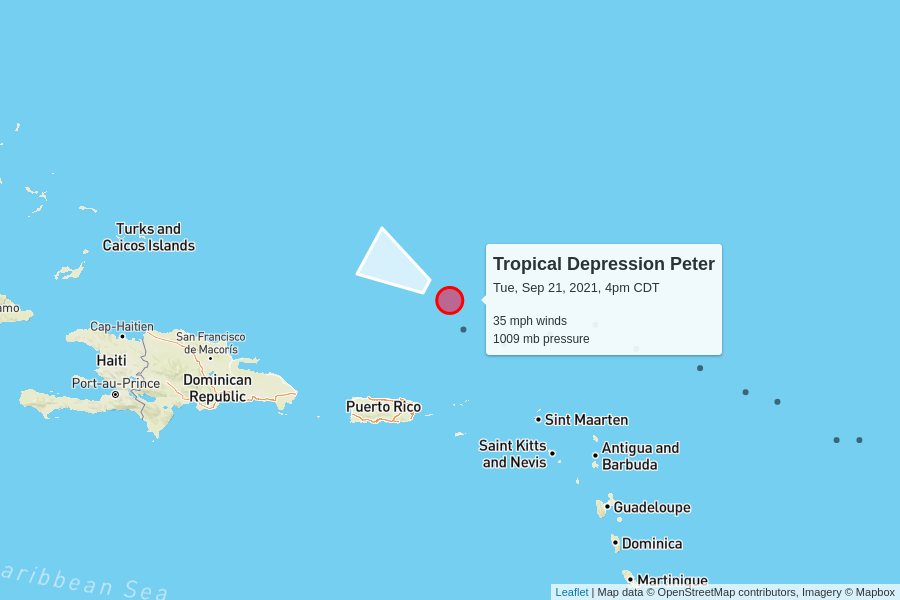 Turks and
Caicos Islands
Tropical Depression Peter
Tue, Sep 21, 2021, 4pm CDT
35 mph winds
1009 mb pressure
amo
Cap-Haitien
San Francisco
de Macorís
Haiti
Port-au-Prince
Dominican
Republic
Puerto Rico
Sint Maarten
Saint Kitts
and Nevis
Antigua and
Barbuda
Guadeloupe
Dominica
Martinique
aribbean Sea
Leaflet | Map data © OpenStreetMap contributors, Imagery © Mapbox